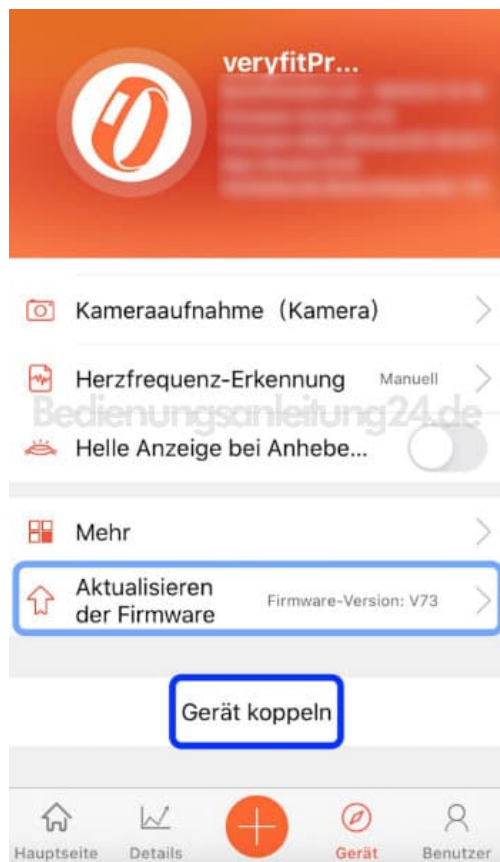 veryfitPr...
Kameraaufnahme (Kamera)
Herzfrequenz-Erkennung Manuell
Bedienungsanleitung24.de
Helle Anzeige bei Anhebe...
Mehr
Aktualisieren
der Firmware
Firmware-Version: V73
Gerät koppeln
Hauptseite Details Gerät Benutzer